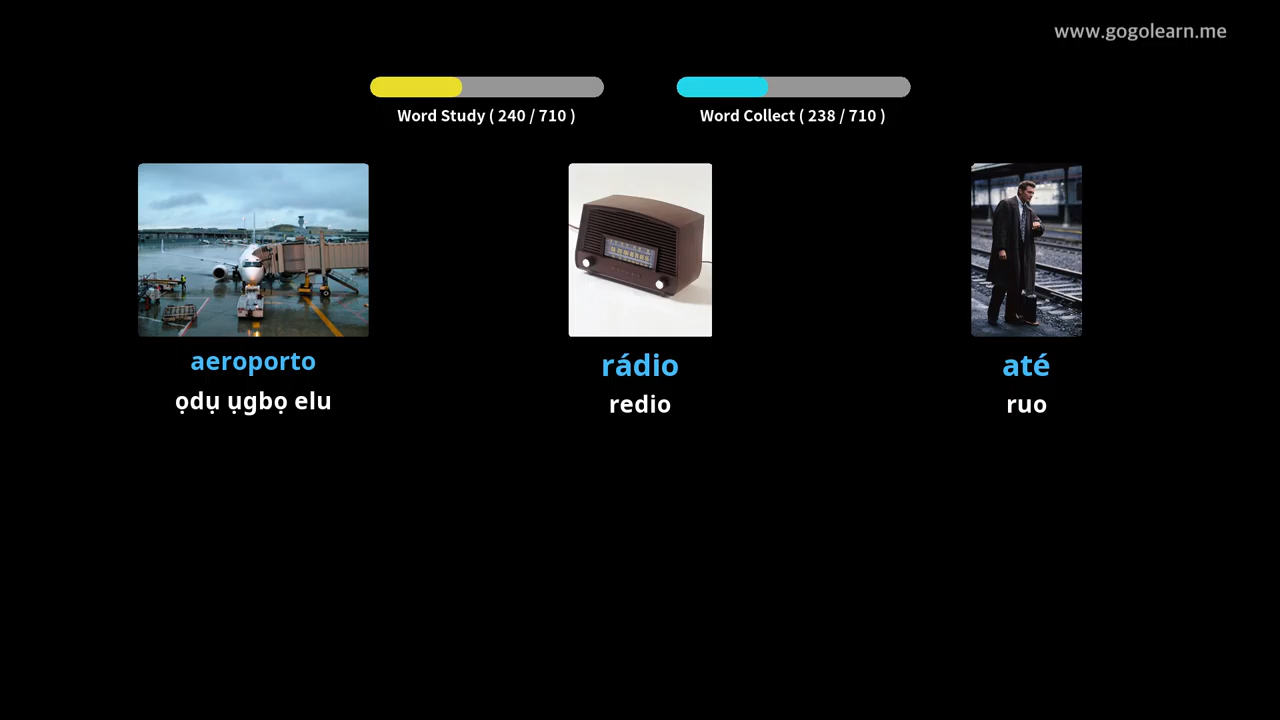 www.gogolearn.me
Word Study ( 240 / 710 )
Word Collect ( 238 / 710 )
aeroporto
ọdụ ụgbọ elu
rádio
redio
até
ruo